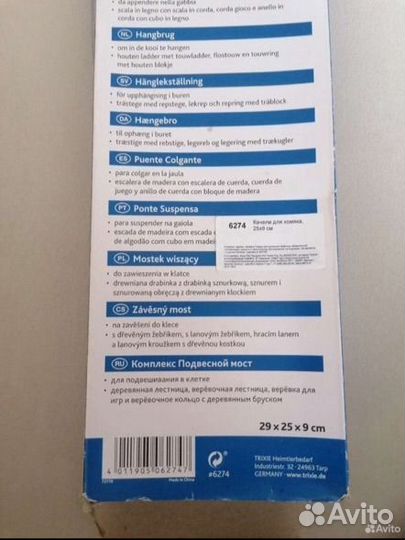 da appendere nella gabbia
scala in legno con scala in corda, corda gioco e anello in
corda con cubo in legno
NL Hangbrug
om in de kooi te hangen
houten ladder met touwladder, flostouw en touwring
met houten blokje
SV Hänglekställning
för upphängning i buren
trästege med repstege, lekrep och repring med träblock
DA Hængebro
til ophæng i buret
træstige med rebstige, legereb og legering med trækugler
ES Puente Colgante
para colgar en la jaula
escalera de madera con escalera de cuerda, cuerda de
juego y anillo de cuerda con bloque de madera
PT Ponte Suspensa
para suspender na gaiola
escada de madeira com escada
de algodão com cubo em madeira
6274 Качели для хомяка,
25х9 см
PL Mostek wiszący
do zawieszenia w klatce
drewniana drabinka z drabinką sznurkową, sznurem i
sznurowaną obręczą z drewnianym klockiem
CS Závěsný most
na zavěšení do klece
s dřevěným žebříkem, s lanovým žebříkem, hracím lanem
a lanovým kroužkem s dřevěnou kostkou
RU Комплекс Подвесной мост
для подвешивания в клетке
деревянная лестница, верёвочная лестница, верёвка для
игр и верёвочное кольцо с деревянным бруском
29 x 25 x 9 cm
4 011905 062747
Made in China
#6274
TRIXIE Heimtierbedarf
Industriestr. 32 · 24963 Tarp
GERMANY · www.trixie.de
Avito
Avito